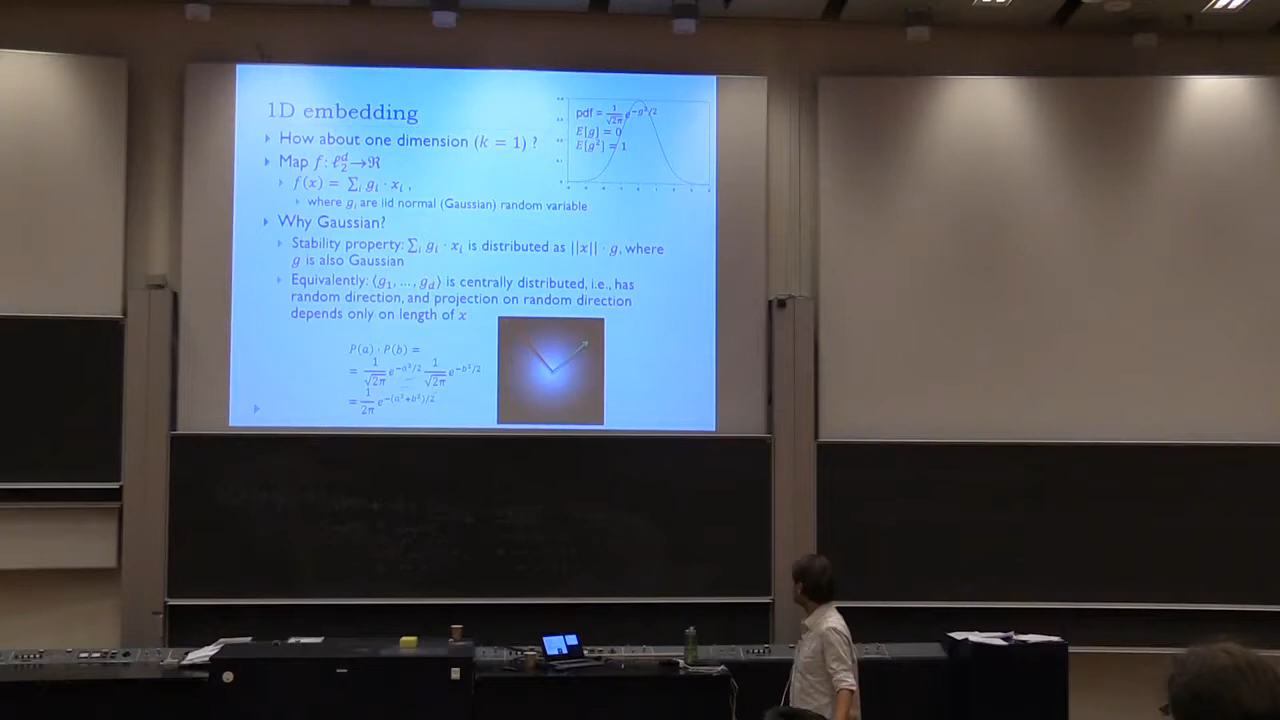 1D embedding
How about one dimension (k = 1) ?
Map f: ℓ₂ᵈ→ℜ
f(x) = ∑ᵢ gᵢ · xᵢ ,
where gᵢ are iid normal (Gaussian) random variable
Why Gaussian?
Stability property: ∑ᵢ gᵢ · xᵢ is distributed as ||x|| · g, where
g is also Gaussian
Equivalently: ⟨g₁, …, g_d⟩ is centrally distributed, i.e., has
random direction, and projection on random direction
depends only on length of x
P(a) · P(b) =
= 1/√2π e^{−a²/2} 1/√2π e^{−b²/2}
= 1/2π e^{−(a²+b²)/2}
pdf = 1/√2π e^{−g²/2}
E[g] = 0
E[g²] = 1